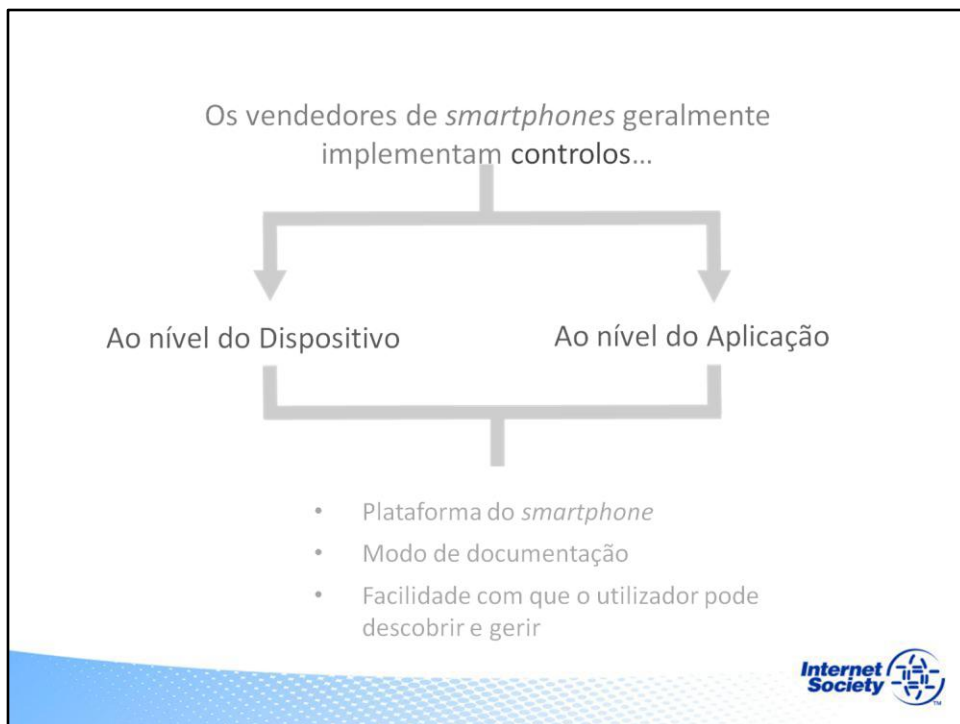 Os vendedores de smartphones geralmente
implementam controlos...
Ao nível do Dispositivo
Ao nível do Aplicação
• Plataforma do smartphone
• Modo de documentação
• Facilidade com que o utilizador pode
descobrir e gerir
Internet
Society
TM